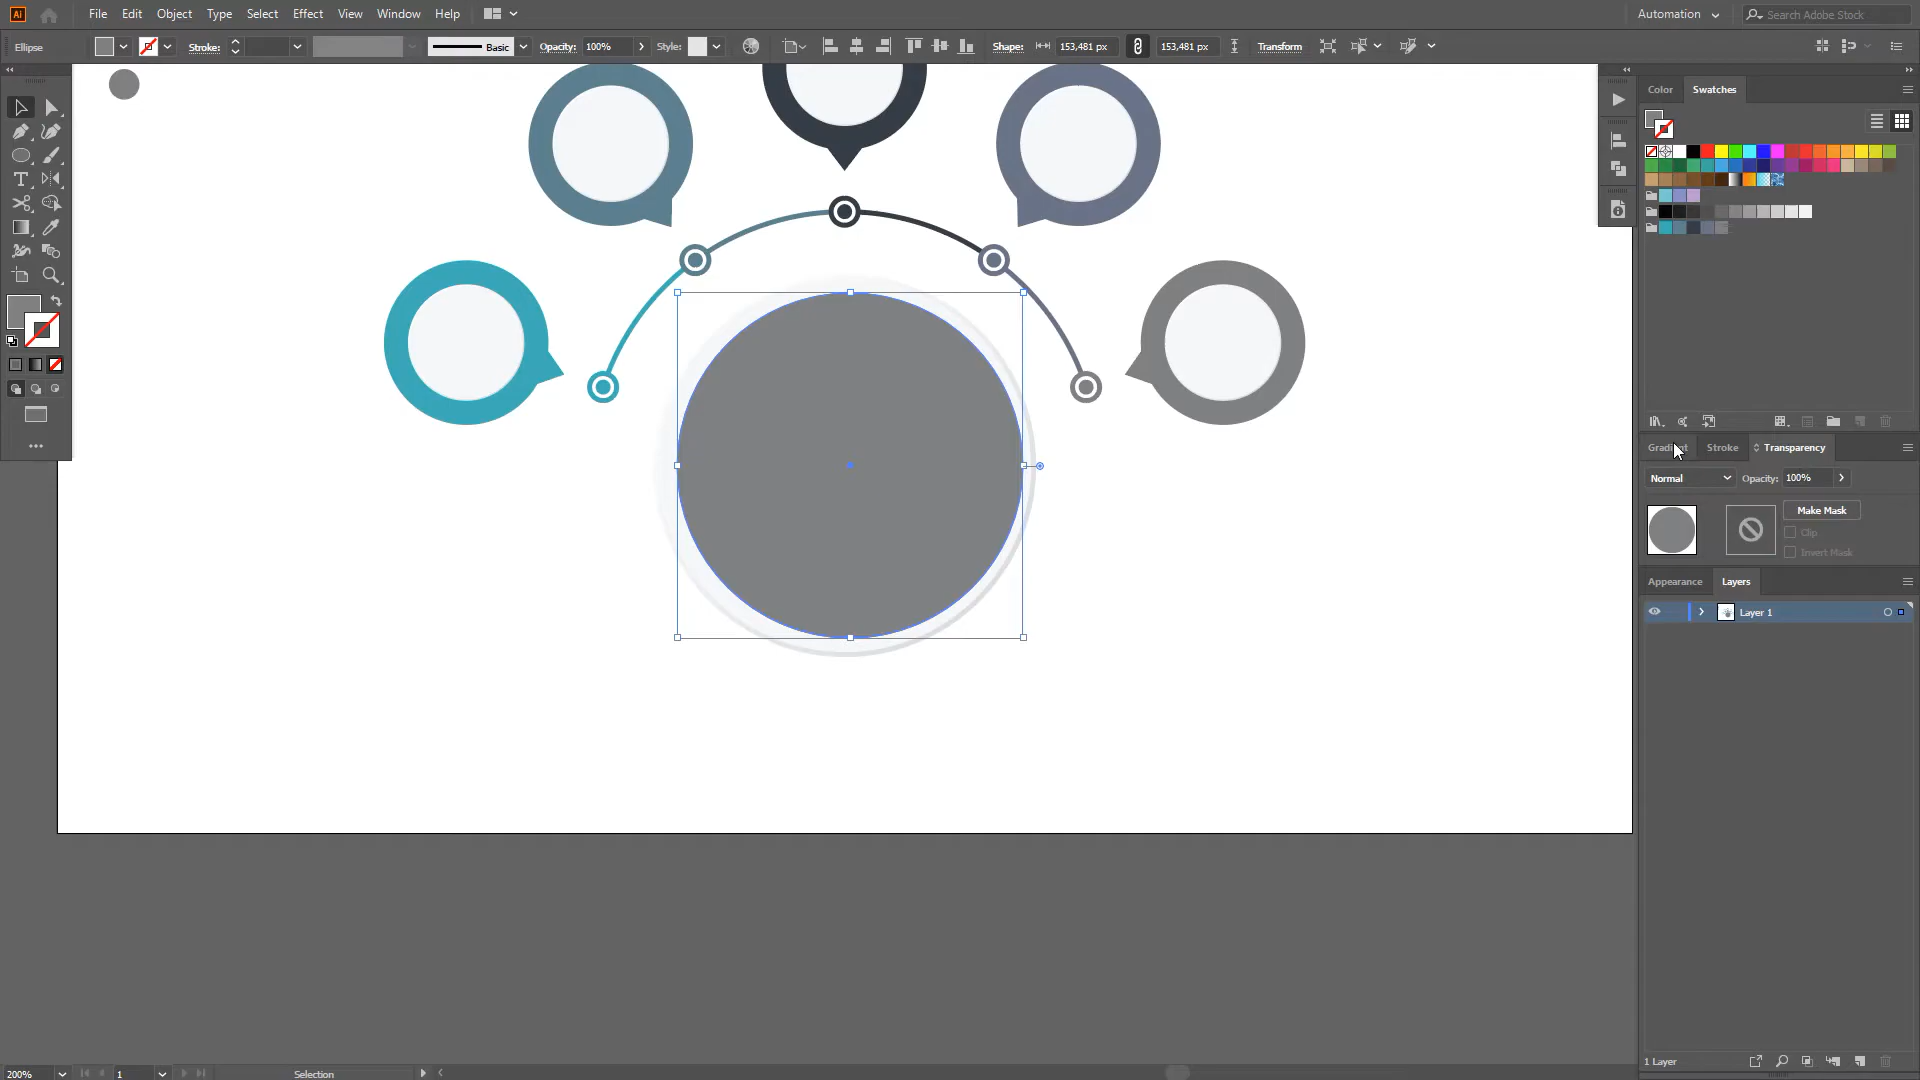 Ai File Edit Object Type Select Effect View Window Help Automation Search Adobe Stock
Ellipse Stroke: Basic Opacity: 100% Style: Shape: 153,481 px 153,481 px Transform
Color Swatches
Gradient Stroke Transparency
Normal Opacity: 100%
Make Mask
Clip
Invert Mask
Appearance Layers
Layer 1
1 Layer
200% 1 Selection